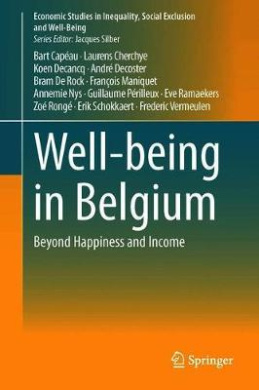 Economic Studies in Inequality, Social Exclusion
and Well-Being
Series Editor: Jacques Silber
Bart Capéau · Laurens Cherchye
Koen Decancq · André Decoster
Bram De Rock · François Maniquet
Annemie Nys · Guillaume Périlleux · Eve Ramaekers
Zoé Rongé · Erik Schokkaert · Frederic Vermeulen
Well-being
in Belgium
Beyond Happiness and Income
Springer